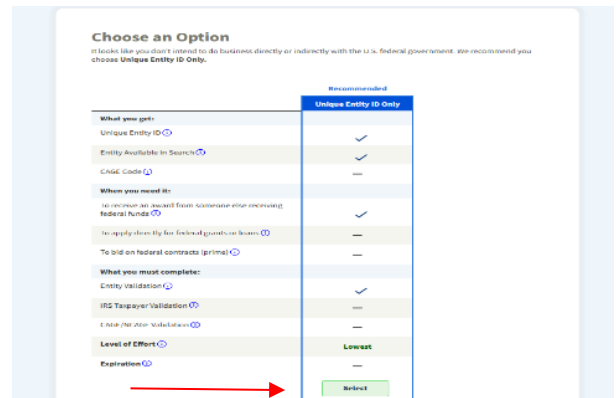 Choose an Option
It looks like you don't intend to do business directly or indirectly with the U.S. federal government. We recommend you
choose Unique Entity ID Only.
Recommended
Unique Entity ID Only
What you get:
Unique Entity ID
Entity Available In Search
CAGE Code
When you need it:
To receive an award from someone else receiving
federal funds
To apply directly for federal grants or loans
To bid on federal contracts (prime)
What you must complete:
Entity Validation
IRS Taxpayer Validation
CAGE/NCAGE Validation
Level of Effort
Lowest
Expiration
Select